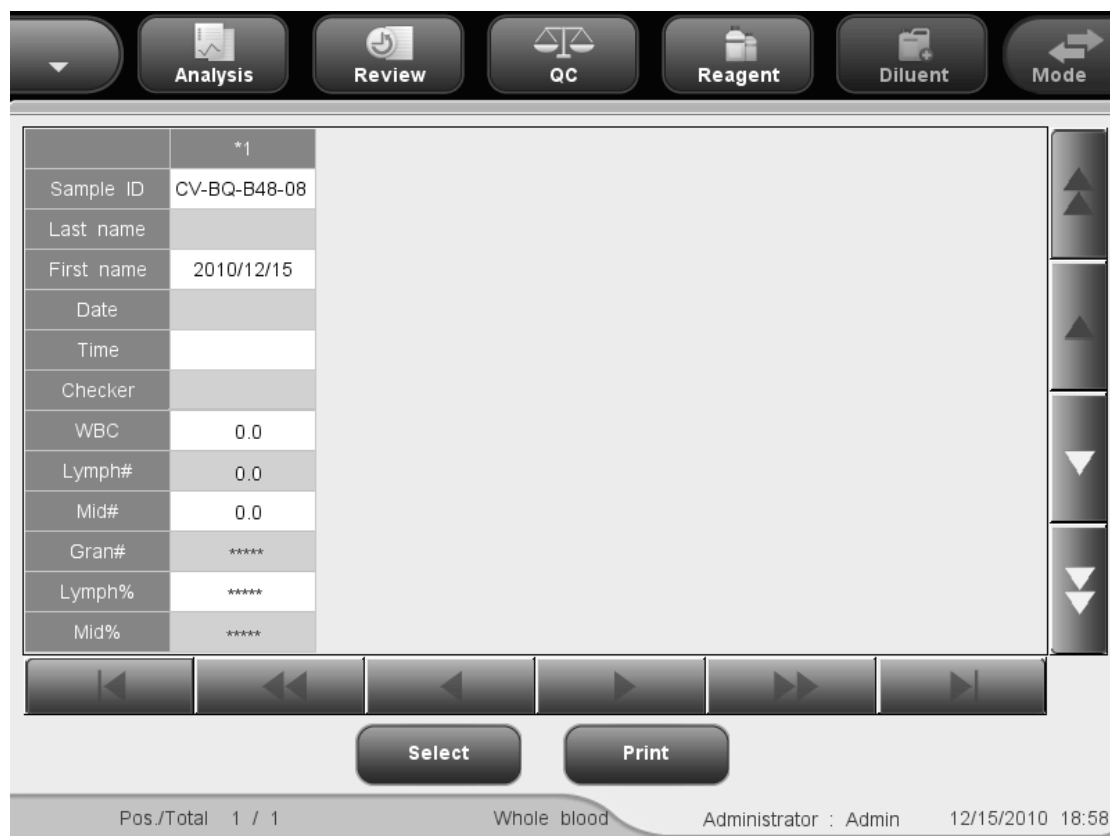 Analysis Review QC Reagent Diluent Mode
*1
Sample ID CV-BQ-B48-08
Last name
First name 2010/12/15
Date
Time
Checker
WBC 0.0
Lymph# 0.0
Mid# 0.0
Gran# *****
Lymph% *****
Mid% *****
Select Print
Pos./Total 1 / 1 Whole blood Administrator : Admin 12/15/2010 18:58